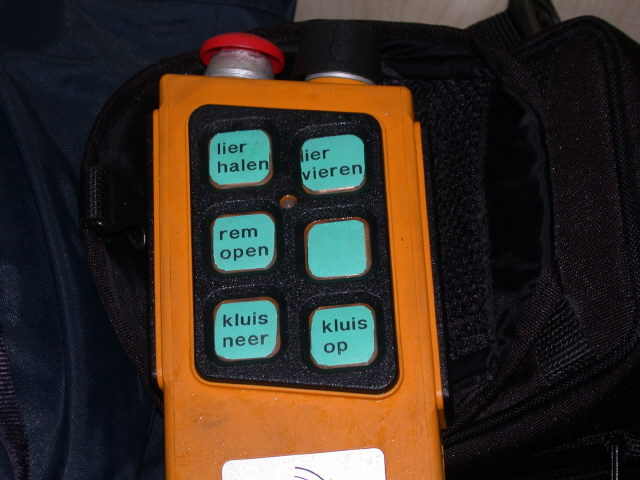 lier
halen
lier
vieren
rem
open
kluis
neer
kluis
op